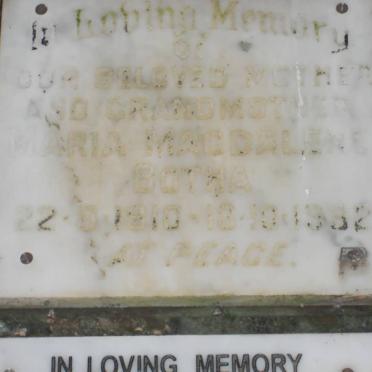 In Loving Memory
OF
OUR BELOVED MOTHER
AND GRANDMOTHER
MARIA MAGDALENE
BOTHA
AT PEACE.
IN LOVING MEMORY